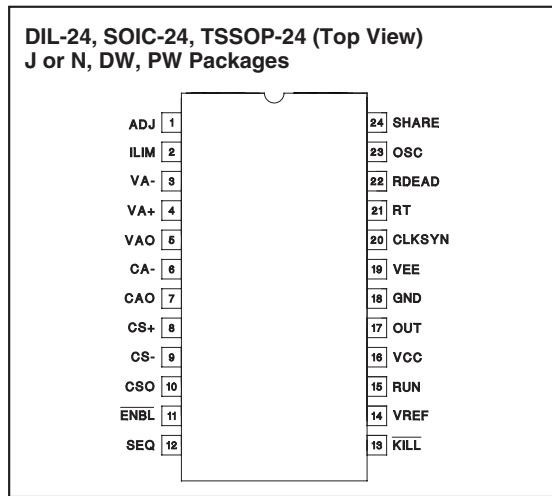 DIL-24, SOIC-24, TSSOP-24 (Top View)
J or N, DW, PW Packages
ADJ 1 24 SHARE
ILIM 2 23 OSC
VA- 3 22 RDEAD
VA+ 4 21 RT
VAO 5 20 CLKSYN
CA- 6 19 VEE
CAO 7 18 GND
CS+ 8 17 OUT
CS- 9 16 VCC
CSO 10 15 RUN
ENBL 11 14 VREF
SEQ 12 13 KILL